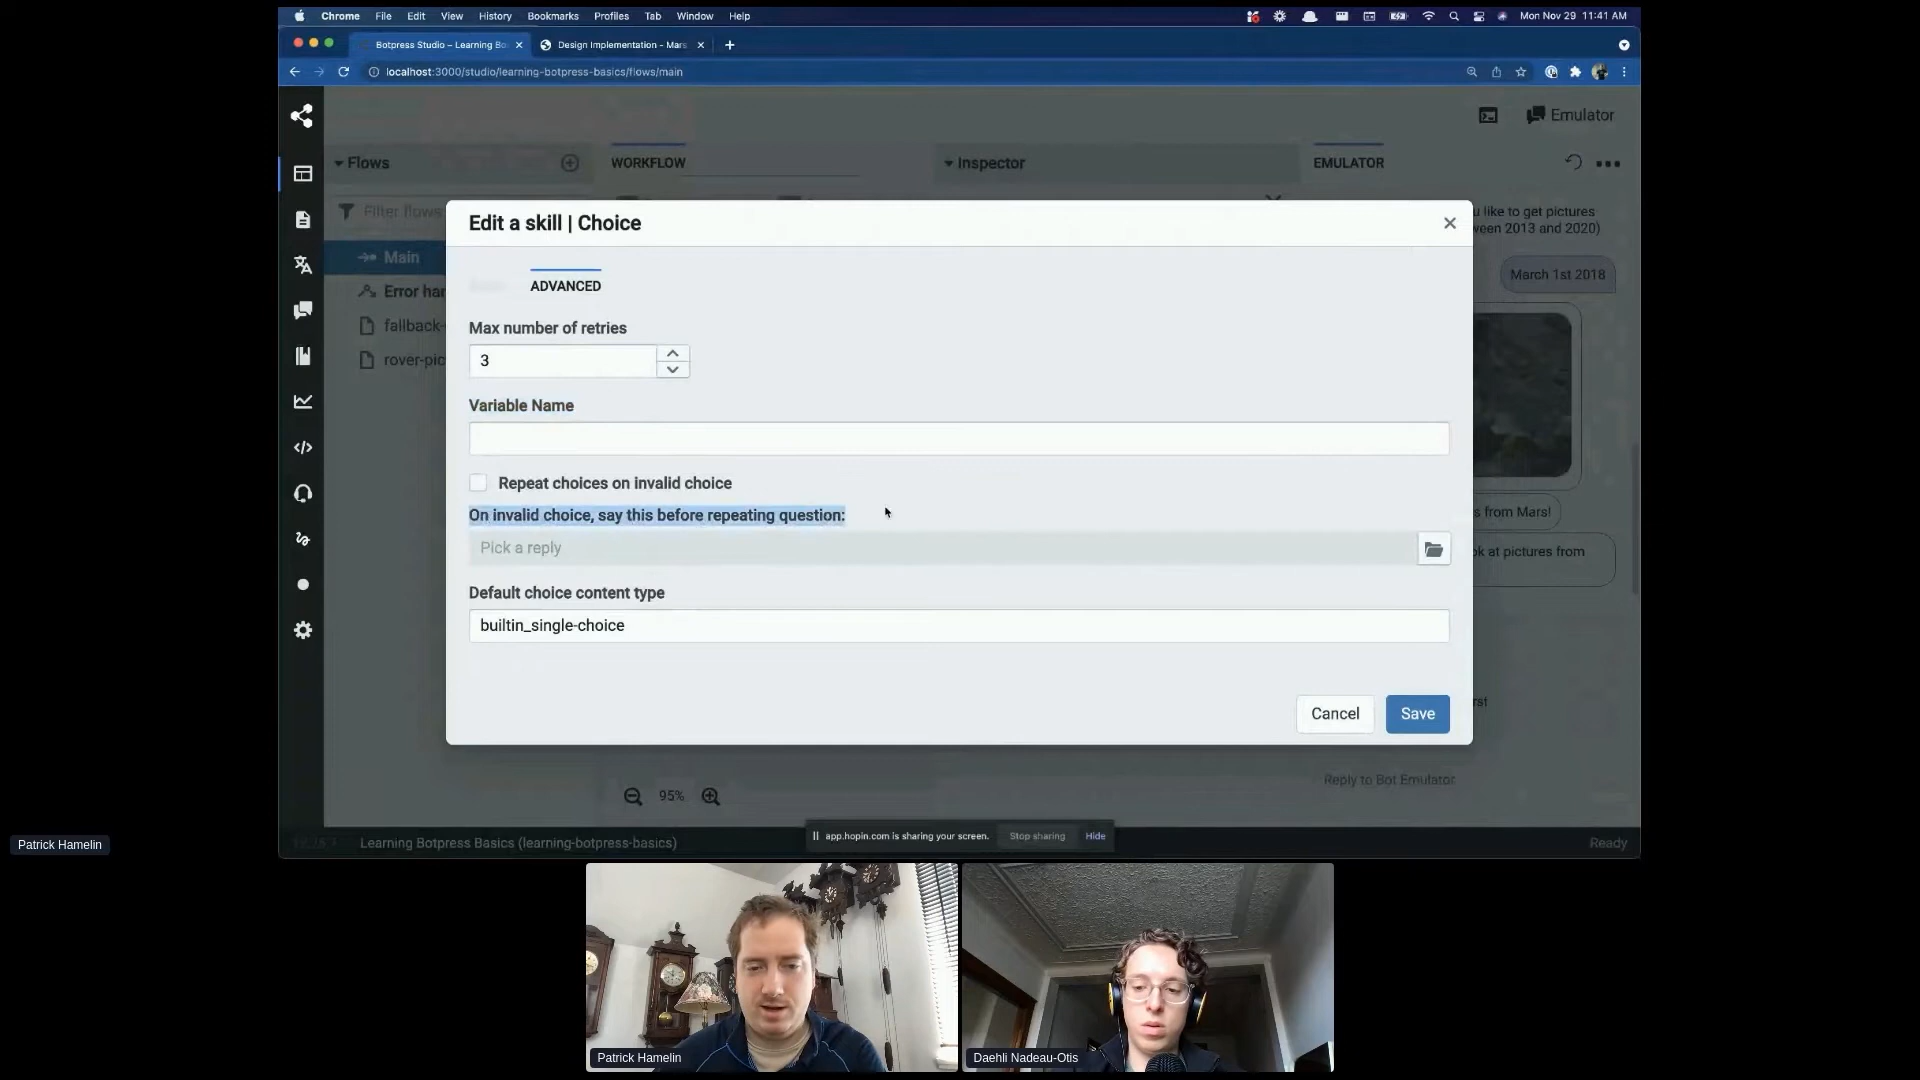 Chrome File Edit View History Bookmarks Profiles Tab Window Help
Mon Nov 29 11:41 AM
Botpress Studio – Learning Bo
Design Implementation - Mars
localhost:3000/studio/learning-botpress-basics/flows/main
Emulator
Flows
WORKFLOW
Inspector
EMULATOR
Filter flows
Main
Error har
fallback-
rover-pic
u like to get pictures
ween 2013 and 2020)
March 1st 2018
s from Mars!
ok at pictures from
rst
Edit a skill | Choice
ADVANCED
Max number of retries
3
Variable Name
Repeat choices on invalid choice
On invalid choice, say this before repeating question:
Pick a reply
Default choice content type
builtin_single-choice
Cancel
Save
Reply to Bot Emulator
95%
Learning Botpress Basics (learning-botpress-basics)
app.hopin.com is sharing your screen.
Stop sharing
Hide
Ready
Patrick Hamelin
Patrick Hamelin
Daehli Nadeau-Otis